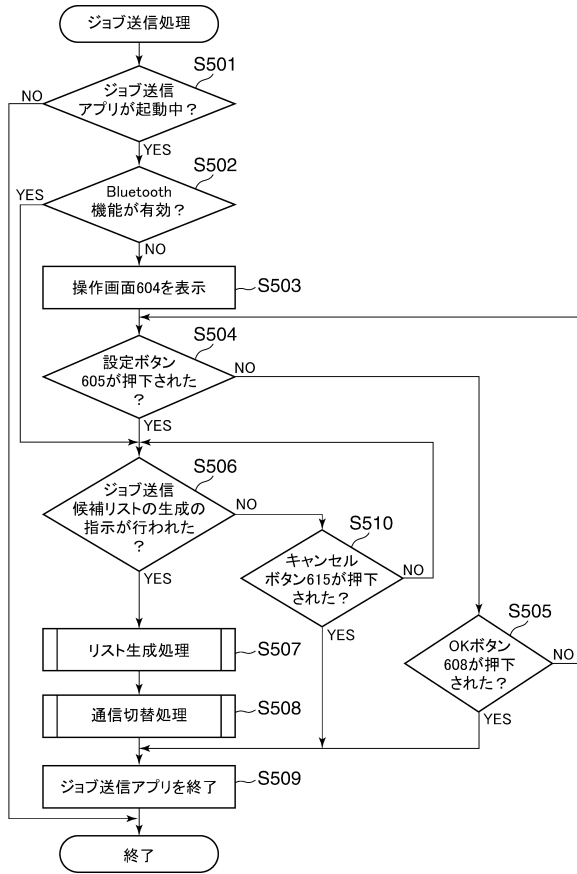 ジョブ送信処理
S501
ジョブ送信
アプリが起動中？
NO
YES
S502
Bluetooth
機能が有効？
YES
NO
操作画面604を表示
S503
S504
設定ボタン
605が押下された
？
NO
YES
S506
ジョブ送信
候補リストの生成の
指示が行われた
？
NO
YES
S510
キャンセル
ボタン615が押下
された？
NO
YES
S505
OKボタン
608が押下
された？
NO
YES
リスト生成処理
S507
通信切替処理
S508
ジョブ送信アプリを終了
S509
終了